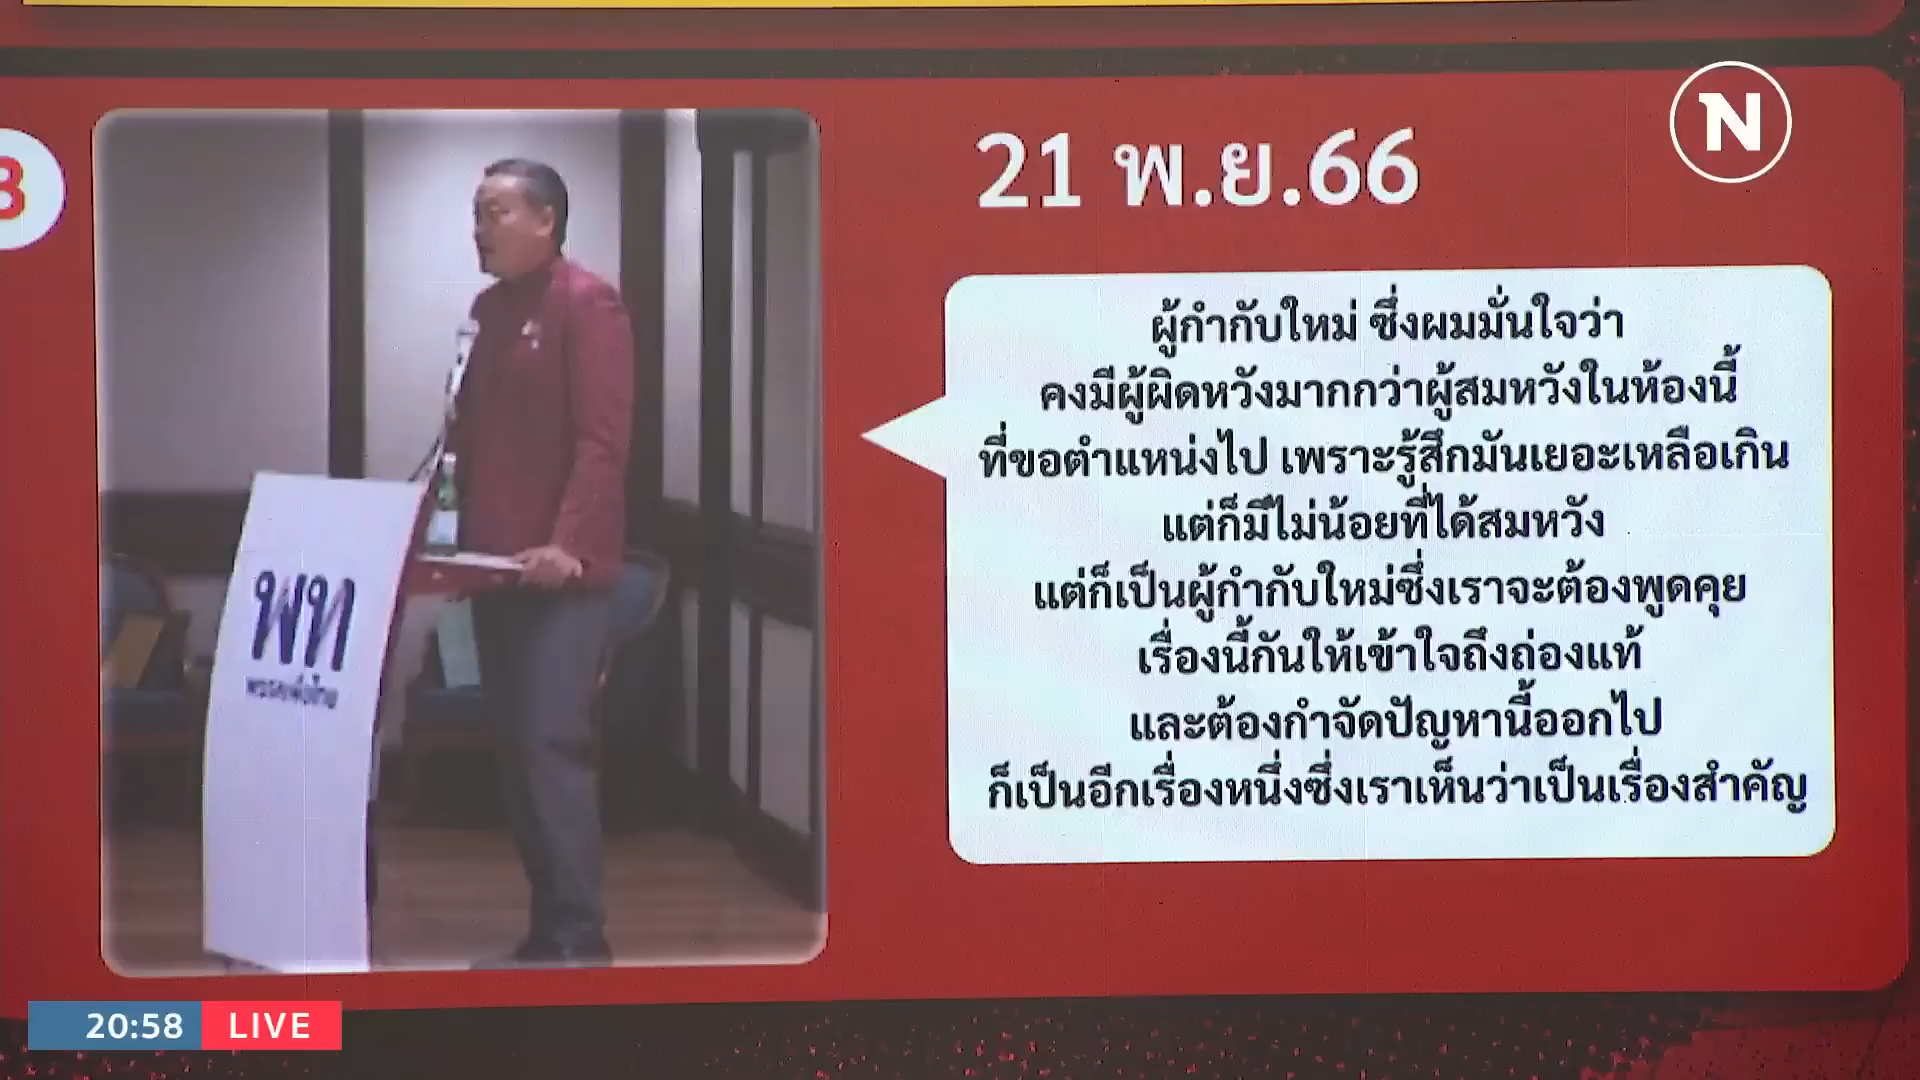 3
N
21 พ.ย.66
ผู้กำกับใหม่ ซึ่งผมมั่นใจว่า
คงมีผู้ผิดหวังมากกว่าผู้สมหวังในห้องนี้
ที่ขอตำแหน่งไป เพราะรู้สึกมันเยอะเหลือเกิน
แต่ก็มีไม่น้อยที่ได้สมหวัง
แต่ก็เป็นผู้กำกับใหม่ซึ่งเราจะต้องพูดคุย
เรื่องนี้กันให้เข้าใจถึงถ่องแท้
และต้องกำจัดปัญหานี้ออกไป
ก็เป็นอีกเรื่องหนึ่งซึ่งเราเห็นว่าเป็นเรื่องสำคัญ
พท
พรรคเพื่อไทย
20:58 LIVE